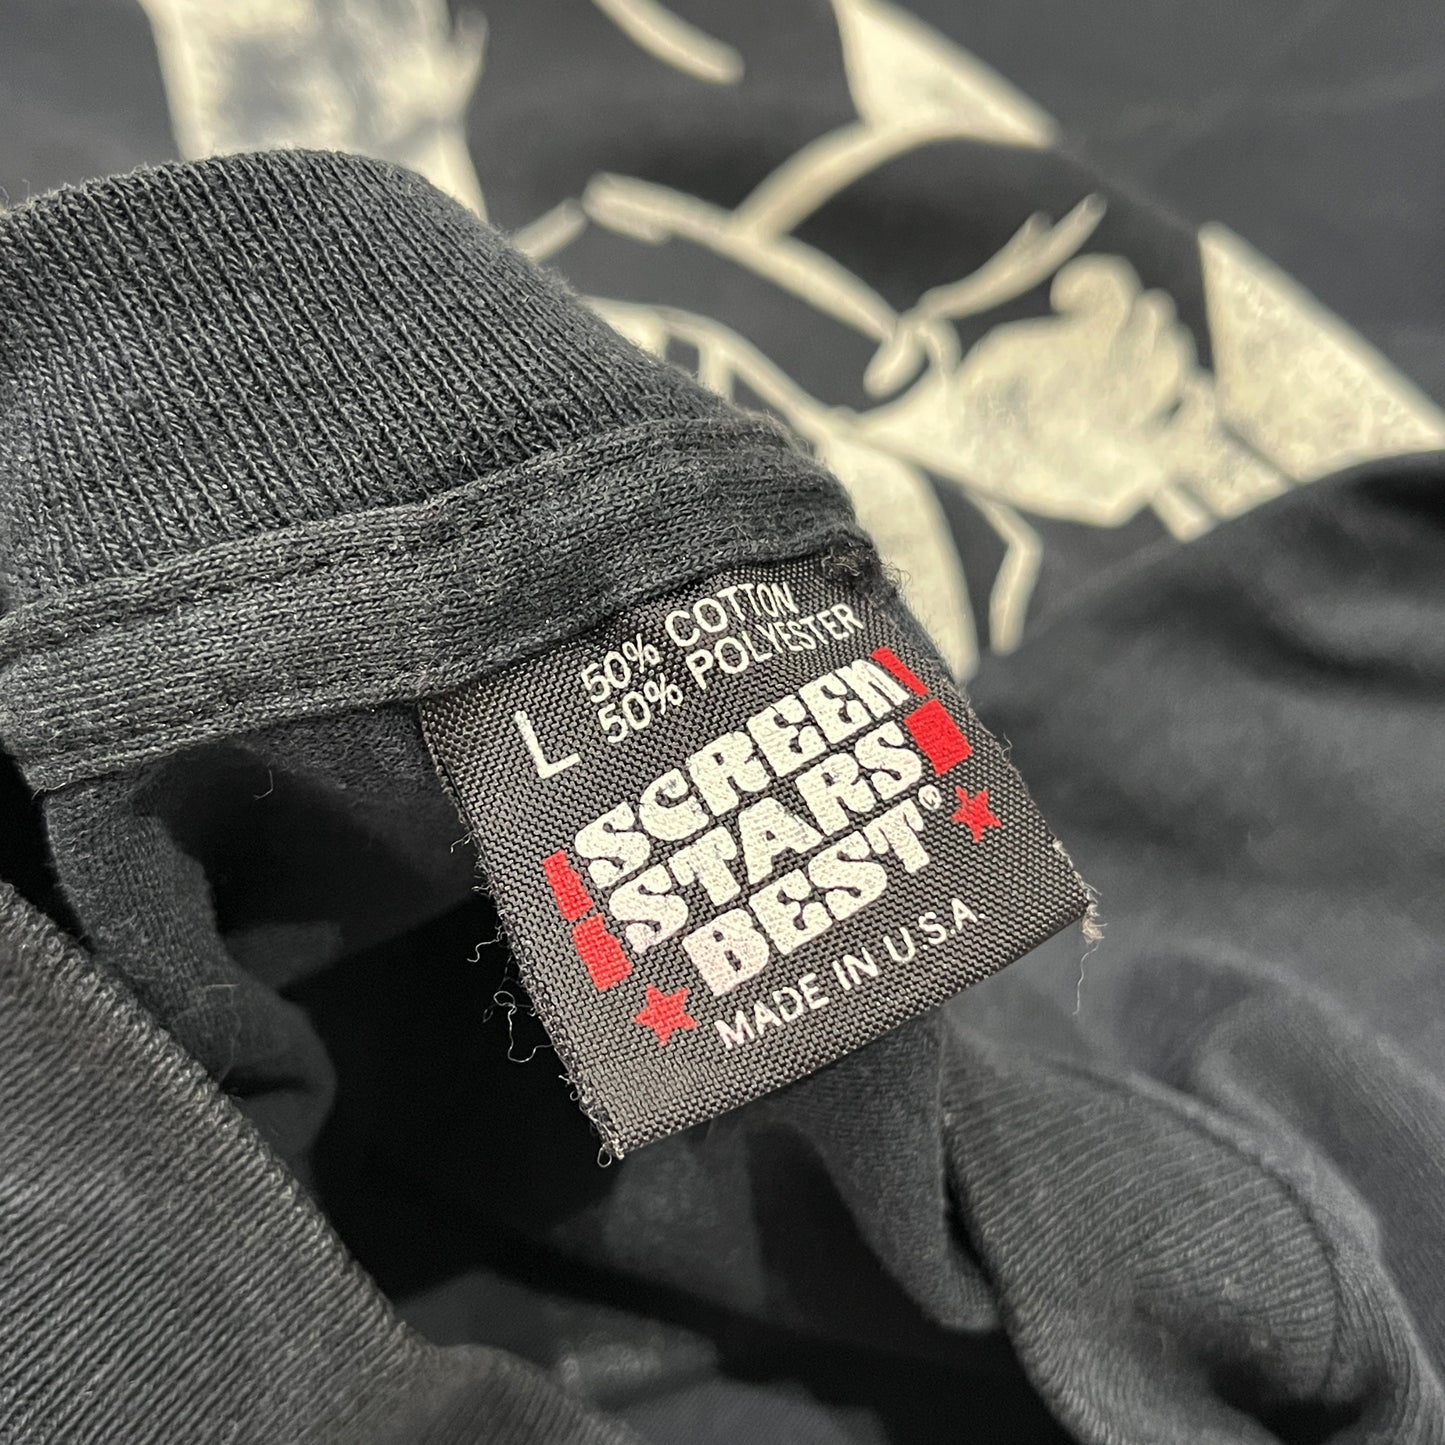 50% COTTON
50% POLYESTER
L
SCREEN
STARS
BEST®
MADE IN U.S.A.